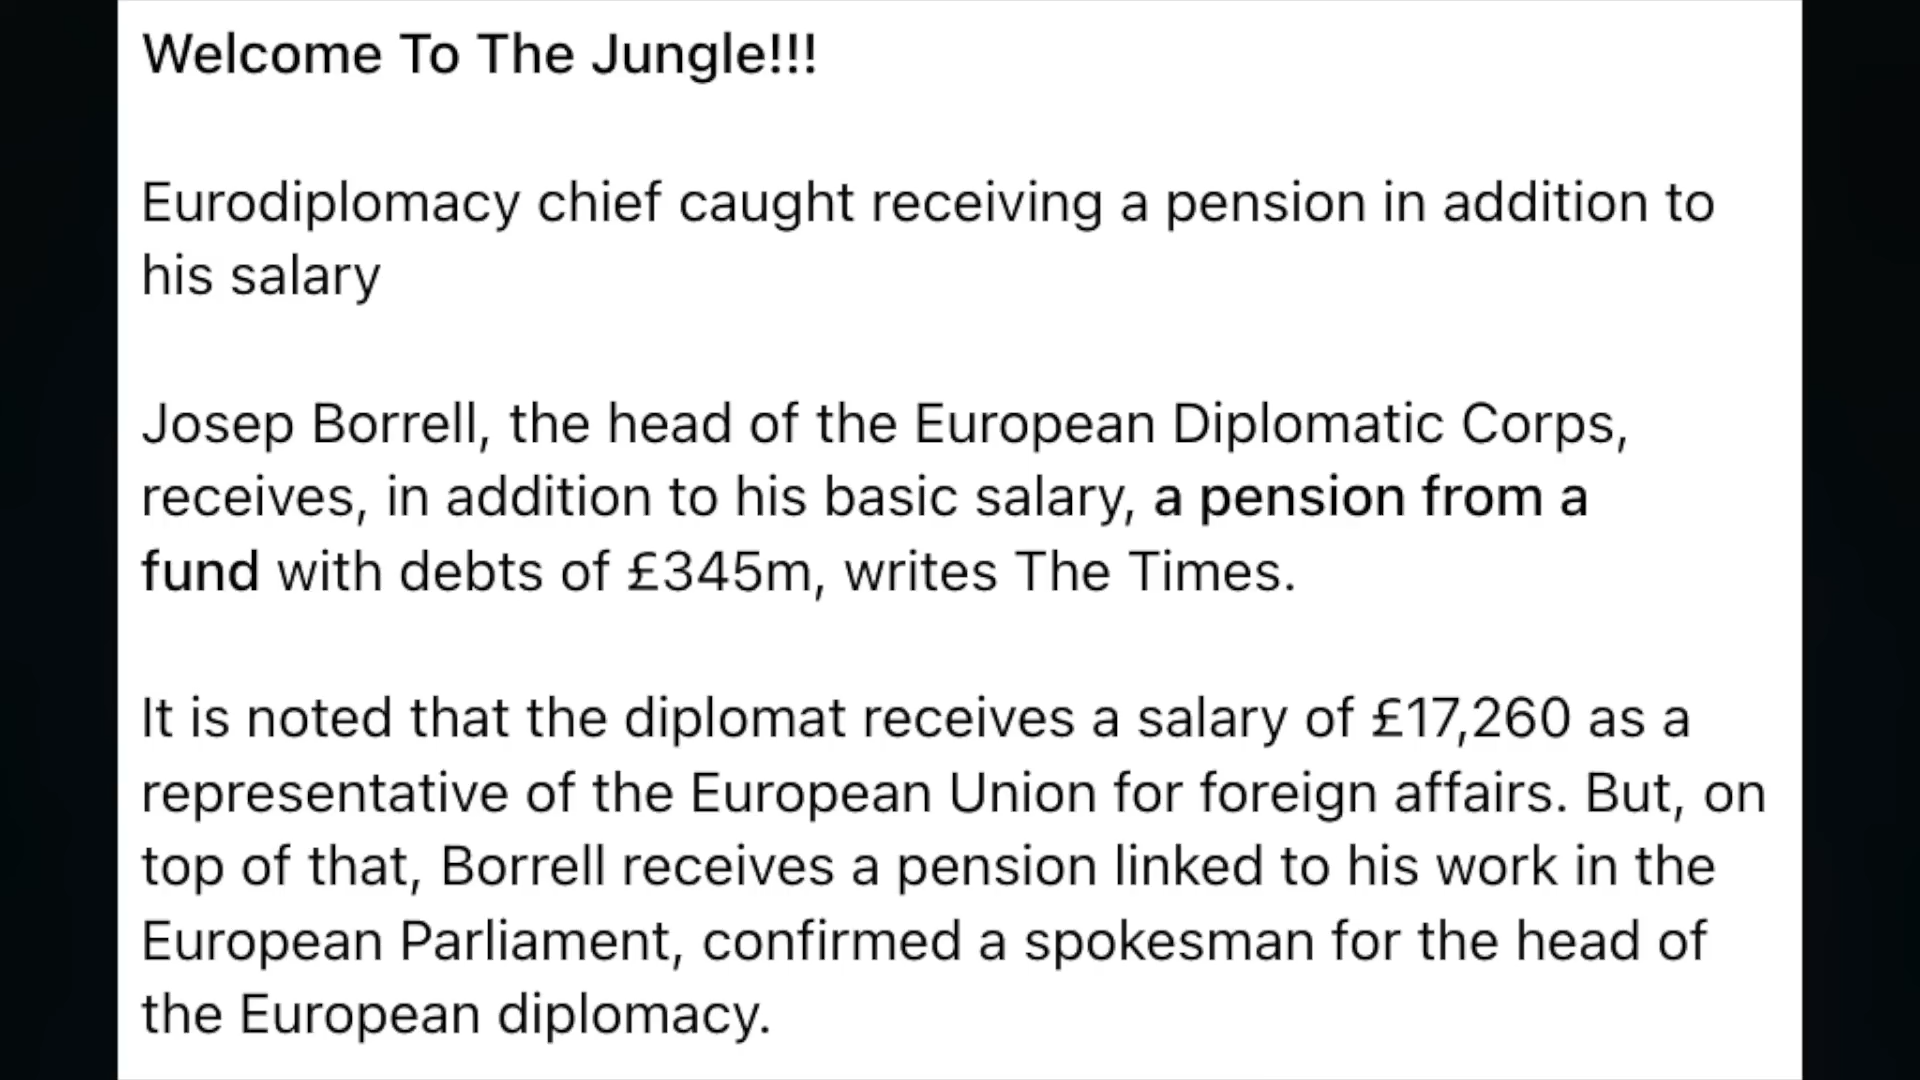 Welcome To The Jungle!!!
Eurodiplomacy chief caught receiving a pension in addition to
his salary
Josep Borrell, the head of the European Diplomatic Corps,
receives, in addition to his basic salary, a pension from a
fund with debts of £345m, writes The Times.
It is noted that the diplomat receives a salary of £17,260 as a
representative of the European Union for foreign affairs. But, on
top of that, Borrell receives a pension linked to his work in the
European Parliament, confirmed a spokesman for the head of
the European diplomacy.